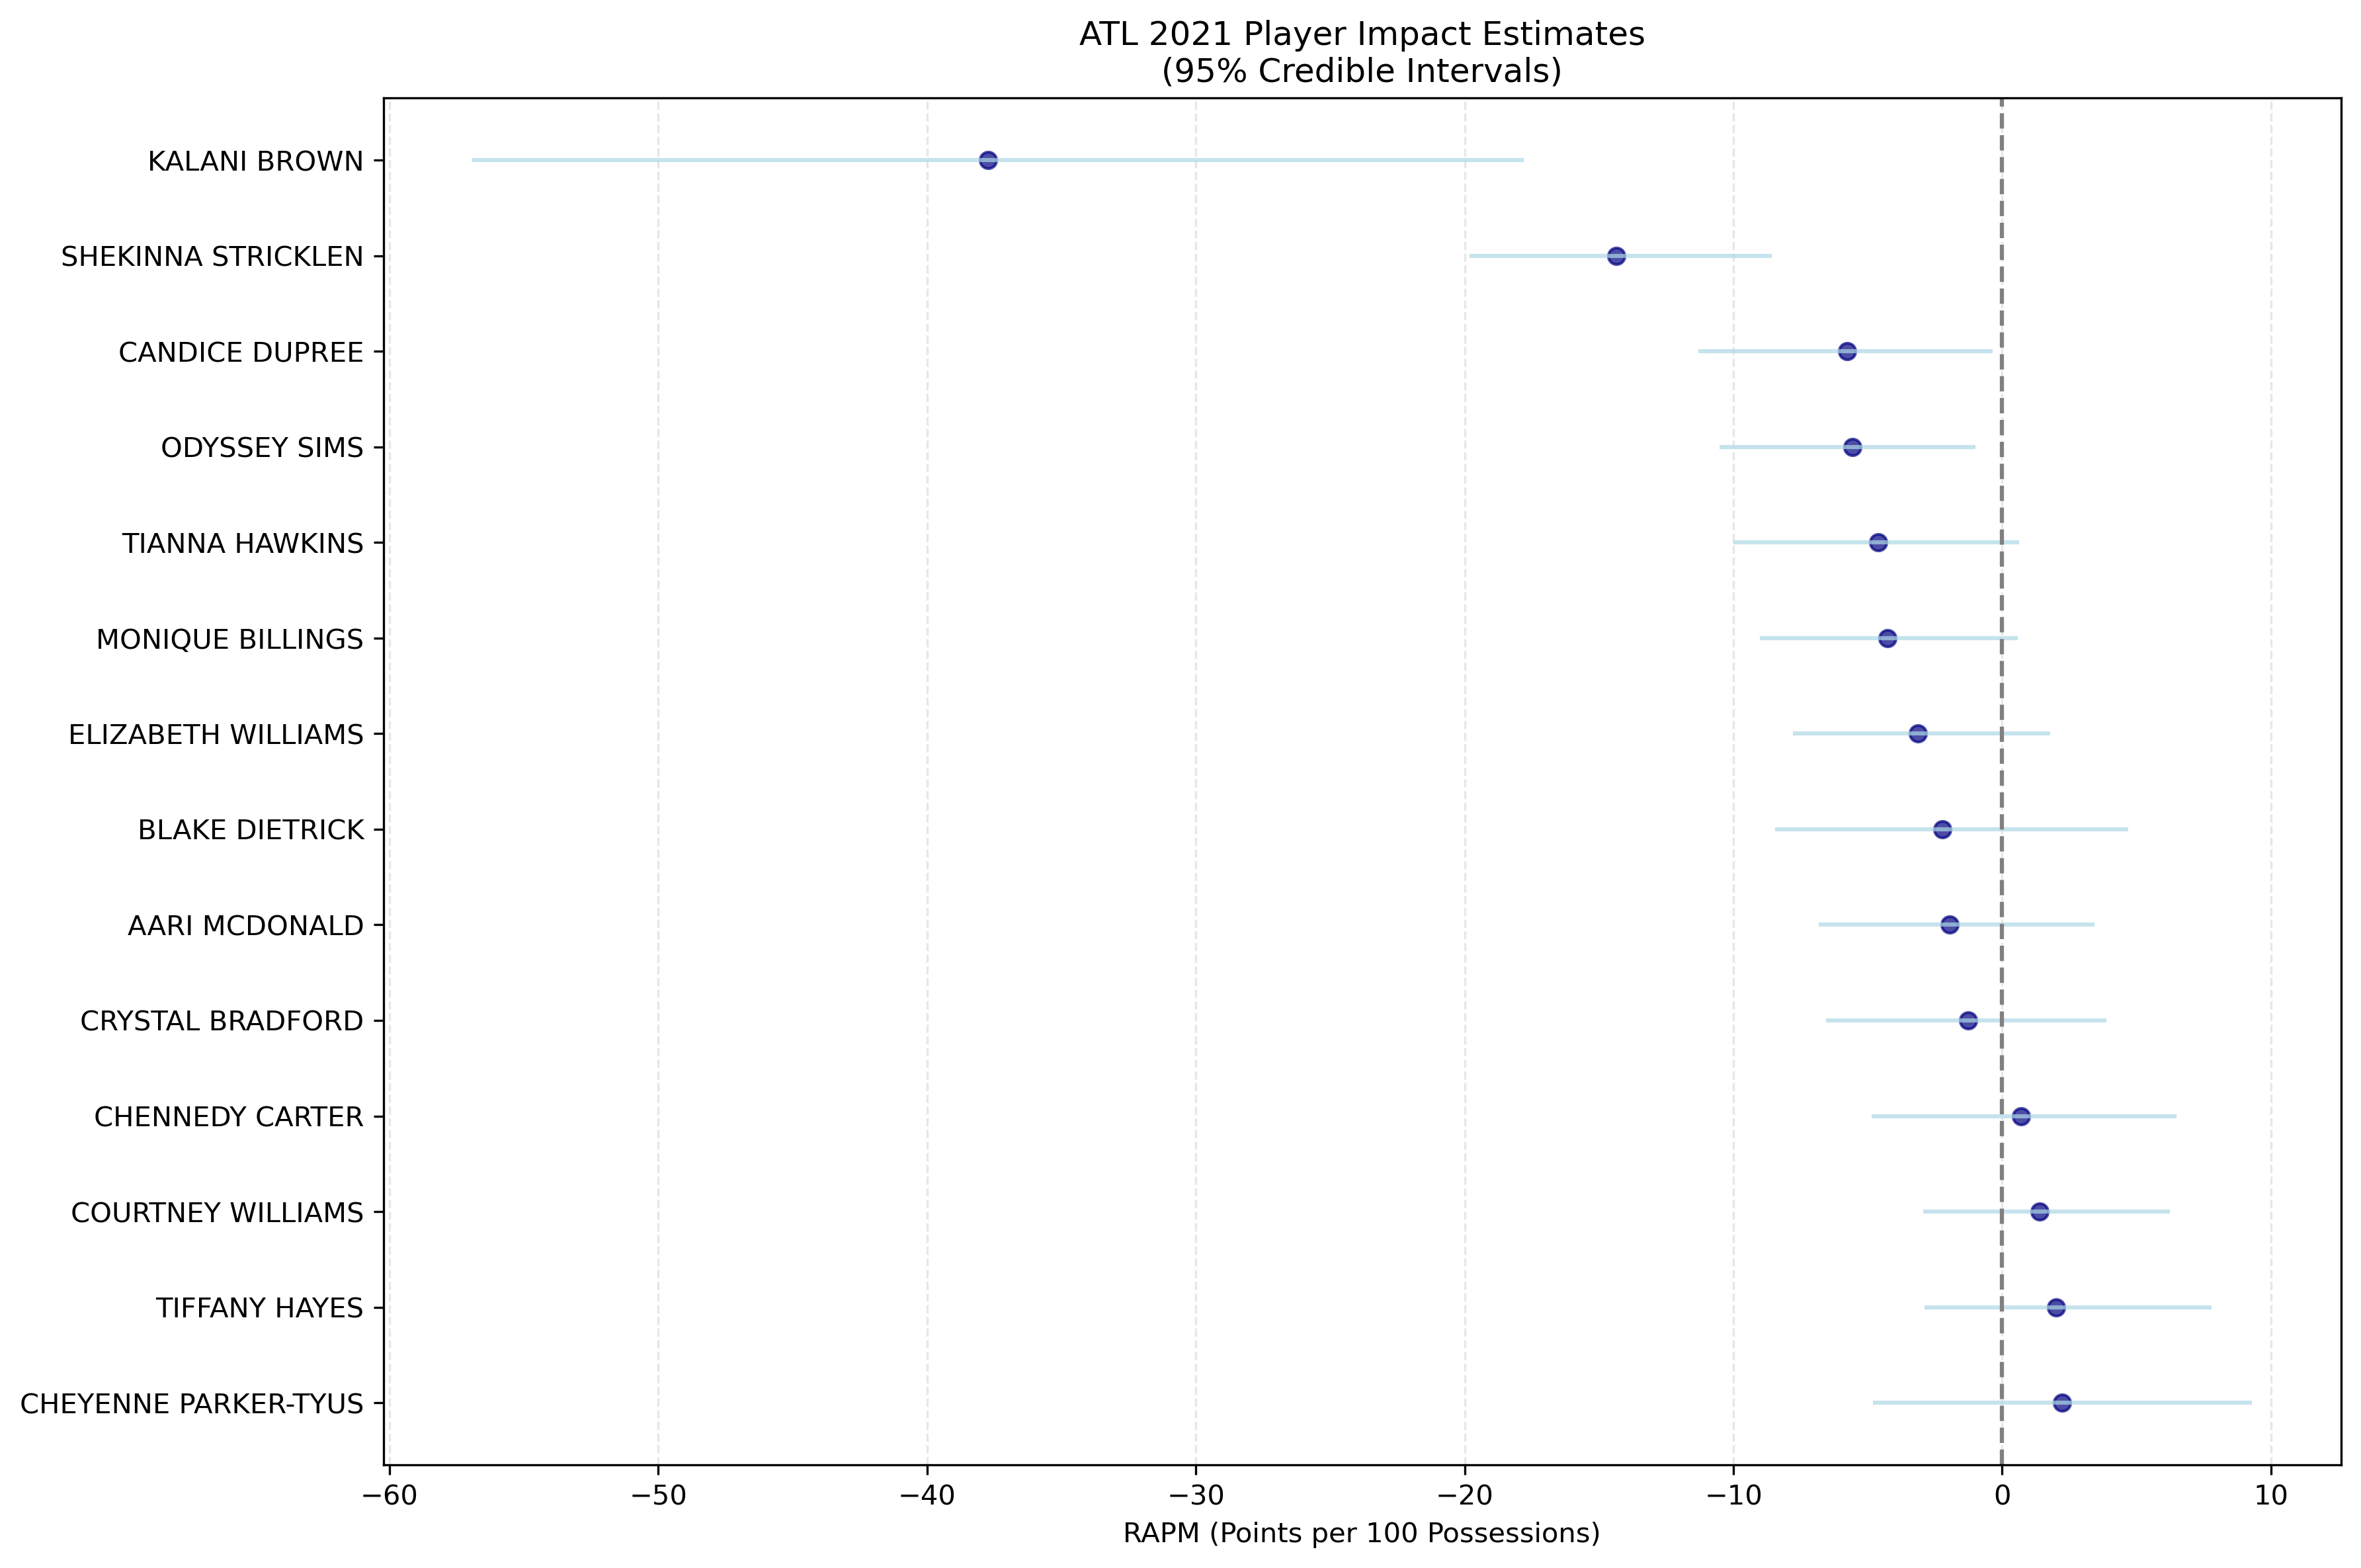 ATL 2021 Player Impact Estimates
(95% Credible Intervals)
KALANI BROWN
SHEKINNA STRICKLEN
CANDICE DUPREE
ODYSSEY SIMS
TIANNA HAWKINS
MONIQUE BILLINGS
ELIZABETH WILLIAMS
BLAKE DIETRICK
AARI MCDONALD
CRYSTAL BRADFORD
CHENNEDY CARTER
COURTNEY WILLIAMS
TIFFANY HAYES
CHEYENNE PARKER-TYUS
−60 −50 −40 −30 −20 −10 0 10
RAPM (Points per 100 Possessions)